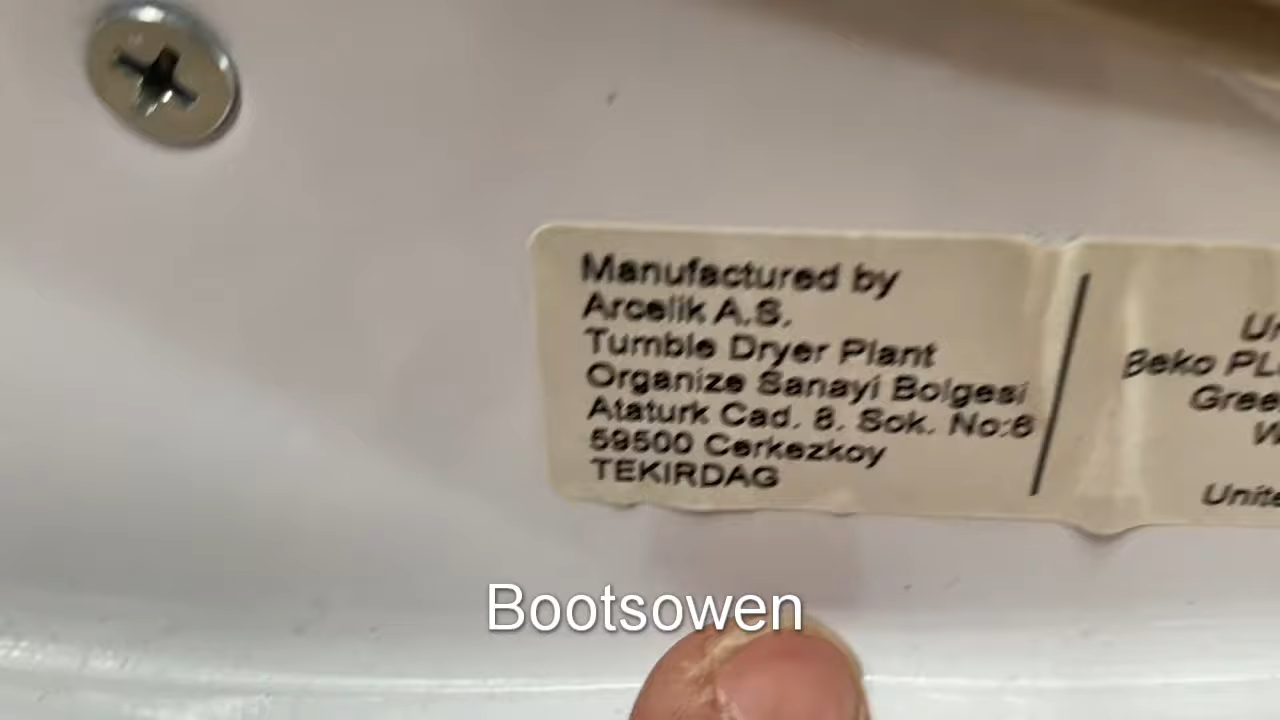 Manufactured by
Arcelik A.S.
Tumble Dryer Plant
Organize Sanayi Bolgesi
Ataturk Cad. 8. Sok. No:6
59500 Cerkezkoy
TEKIRDAG
Beko
Bootsowen